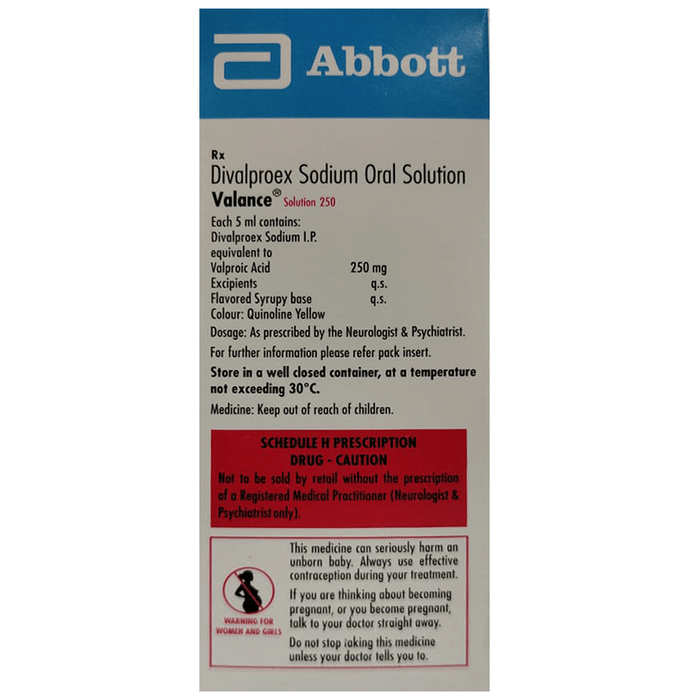 Abbott
Rx
Divalproex Sodium Oral Solution
Valance® Solution 250
Each 5 ml contains:
Divalproex Sodium I.P.
equivalent to
Valproic Acid 250 mg
Excipients q.s.
Flavored Syrupy base q.s.
Colour: Quinoline Yellow
Dosage: As prescribed by the Neurologist & Psychiatrist.
For further information please refer pack insert.
Store in a well closed container, at a temperature
not exceeding 30°C.
Medicine: Keep out of reach of children.
SCHEDULE H PRESCRIPTION
DRUG - CAUTION
Not to be sold by retail without the prescription
of a Registered Medical Practitioner (Neurologist &
Psychiatrist only).
This medicine can seriously harm an
unborn baby. Always use effective
contraception during your treatment.
If you are thinking about becoming
pregnant, or you become pregnant,
talk to your doctor straight away.
Do not stop taking this medicine
unless your doctor tells you to.
WARNING FOR
WOMEN AND GIRLS